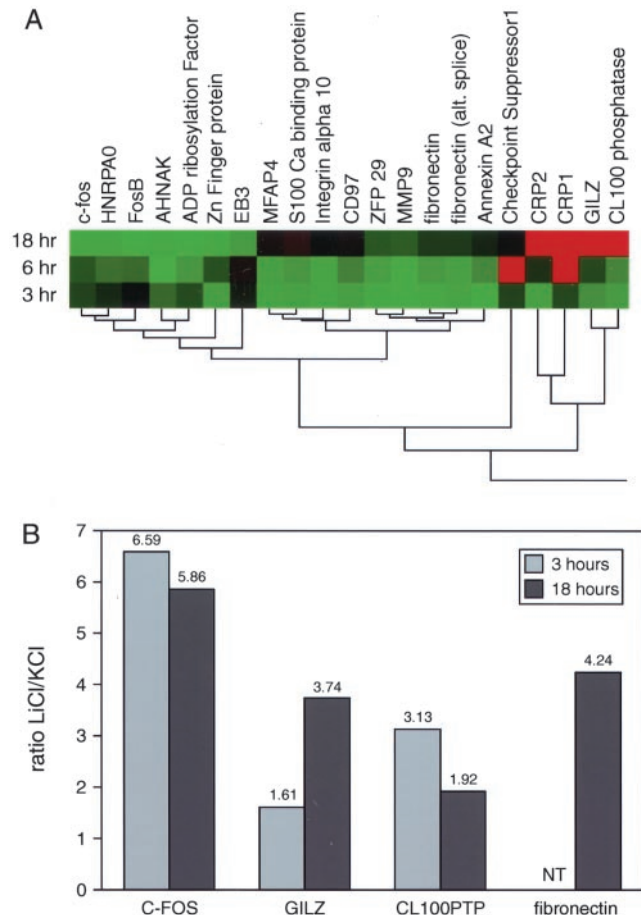 A
c-fos
HNRPA0
FosB
AHNAK
ADP ribosylation Factor
Zn Finger protein
EB3
MFAP4
S100 Ca binding protein
Integrin alpha 10
CD97
ZFP 29
MMP9
fibronectin
fibronectin (alt. splice)
Annexin A2
Checkpoint Suppressor1
CRP2
CRP1
GILZ
CL100 phosphatase
18 hr
6 hr
3 hr
B
ratio LiCl/KCl
7
6
5
4
3
2
1
0
6.59
5.86
1.61
3.74
3.13
1.92
NT
4.24
3 hours
18 hours
C-FOS
GILZ
CL100PTP
fibronectin